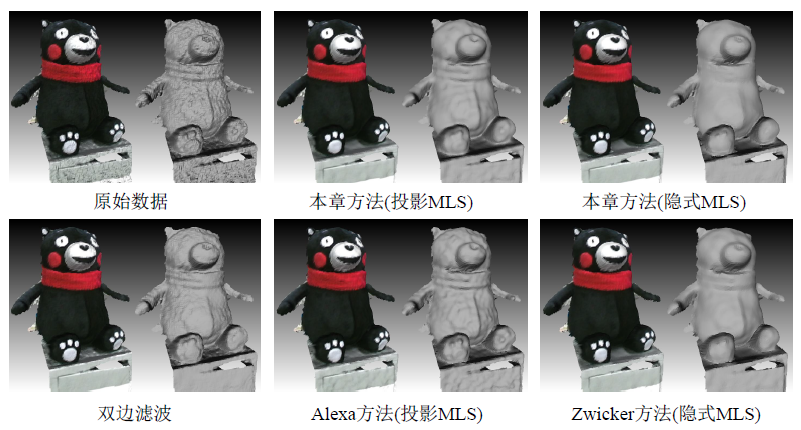 原始数据
本章方法(投影MLS)
本章方法(隐式MLS)
双边滤波
Alexa方法(投影MLS)
Zwicker方法(隐式MLS)